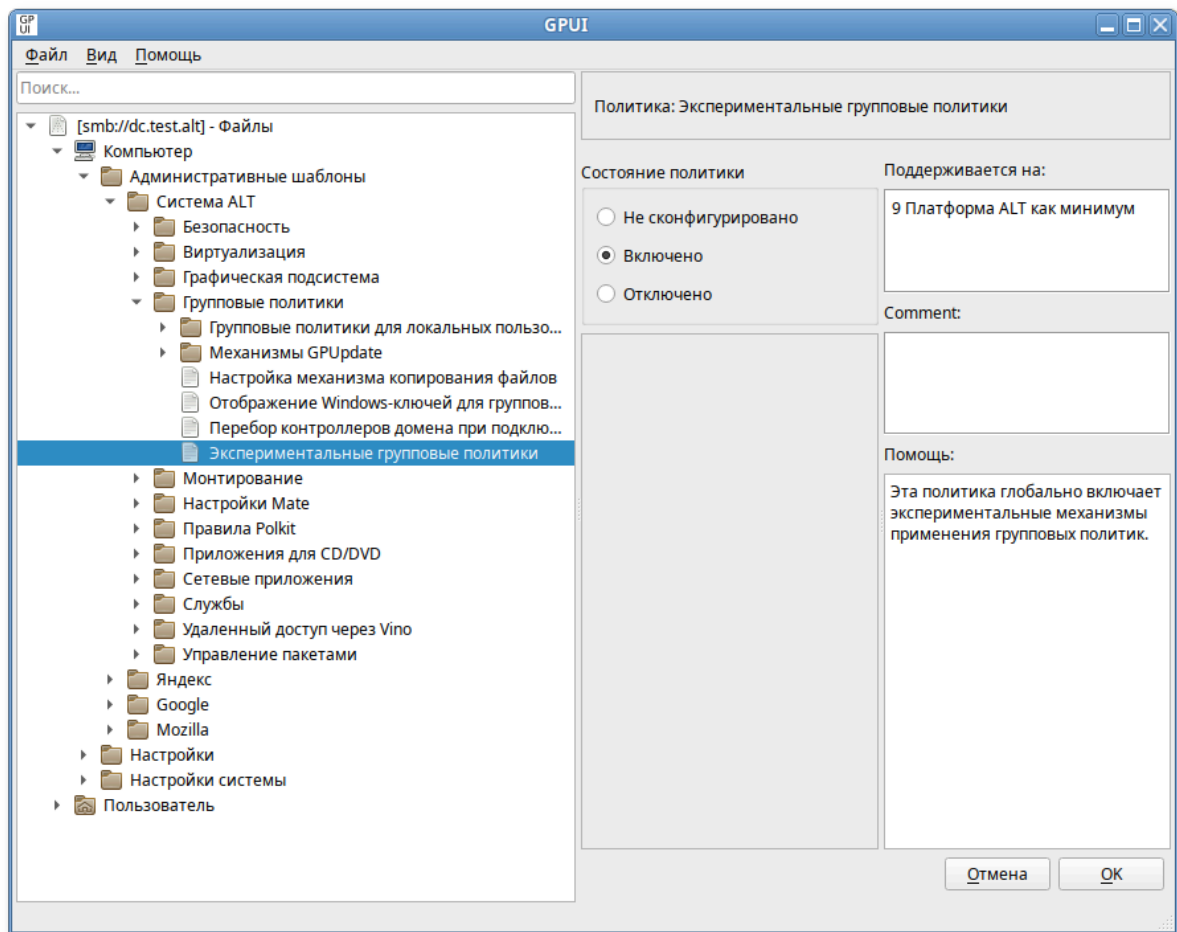 GP
UI
GPUI
Файл Вид Помощь
Поиск...
[smb://dc.test.alt] - Файлы
Компьютер
Административные шаблоны
Система ALT
Безопасность
Виртуализация
Графическая подсистема
Групповые политики
Групповые политики для локальных пользо...
Механизмы GPUpdate
Настройка механизма копирования файлов
Отображение Windows-ключей для группов...
Перебор контроллеров домена при подклю...
Экспериментальные групповые политики
Монтирование
Настройки Mate
Правила Polkit
Приложения для CD/DVD
Сетевые приложения
Службы
Удаленный доступ через Vino
Управление пакетами
Яндекс
Google
Mozilla
Настройки
Настройки системы
Пользователь
Политика: Экспериментальные групповые политики
Состояние политики
Не сконфигурировано
Включено
Отключено
Поддерживается на:
9 Платформа ALT как минимум
Comment:
Помощь:
Эта политика глобально включает
экспериментальные механизмы
применения групповых политик.
Отмена
OK